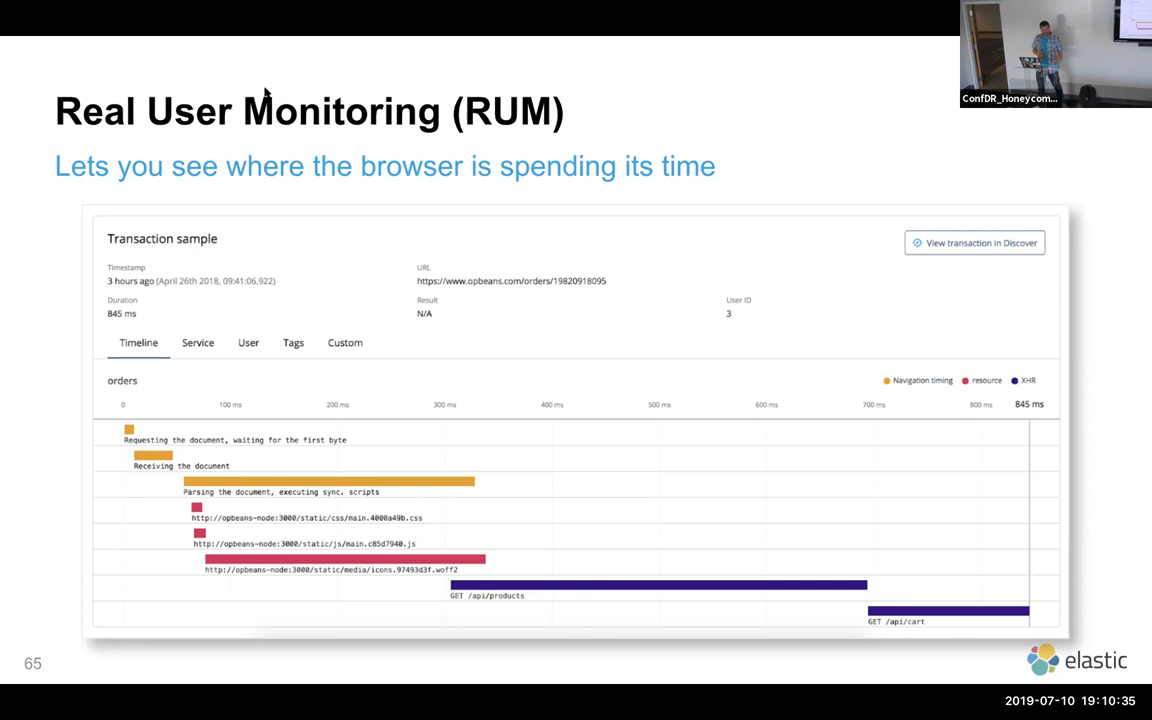 ConfDR_Honeycom...
Real User Monitoring (RUM)
Lets you see where the browser is spending its time
Transaction sample
View transaction in Discover
Timestamp
URL
3 hours ago (April 26th 2018, 09:41:06.922)
https://www.opbeans.com/orders/19820918095
Duration
Result
User ID
845 ms
N/A
3
Timeline Service User Tags Custom
orders
Navigation timing resource XHR
0 100 ms 200 ms 300 ms 400 ms 500 ms 600 ms 700 ms 800 ms 845 ms
Requesting the document, waiting for the first byte
Receiving the document
Parsing the document, executing sync. scripts
http://opbeans-node:3000/static/css/main.4000a49b.css
http://opbeans-node:3000/static/js/main.c85d7940.js
http://opbeans-node:3000/static/media/icons.97493d3f.woff2
GET /api/products
GET /api/cart
65
elastic
2019-07-10 19:10:35